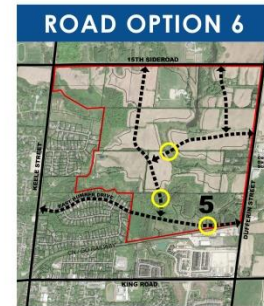 ROAD OPTION 6
15TH SIDEROAD
KEELE STREET
DUFFERIN STREET
5
KING ROAD